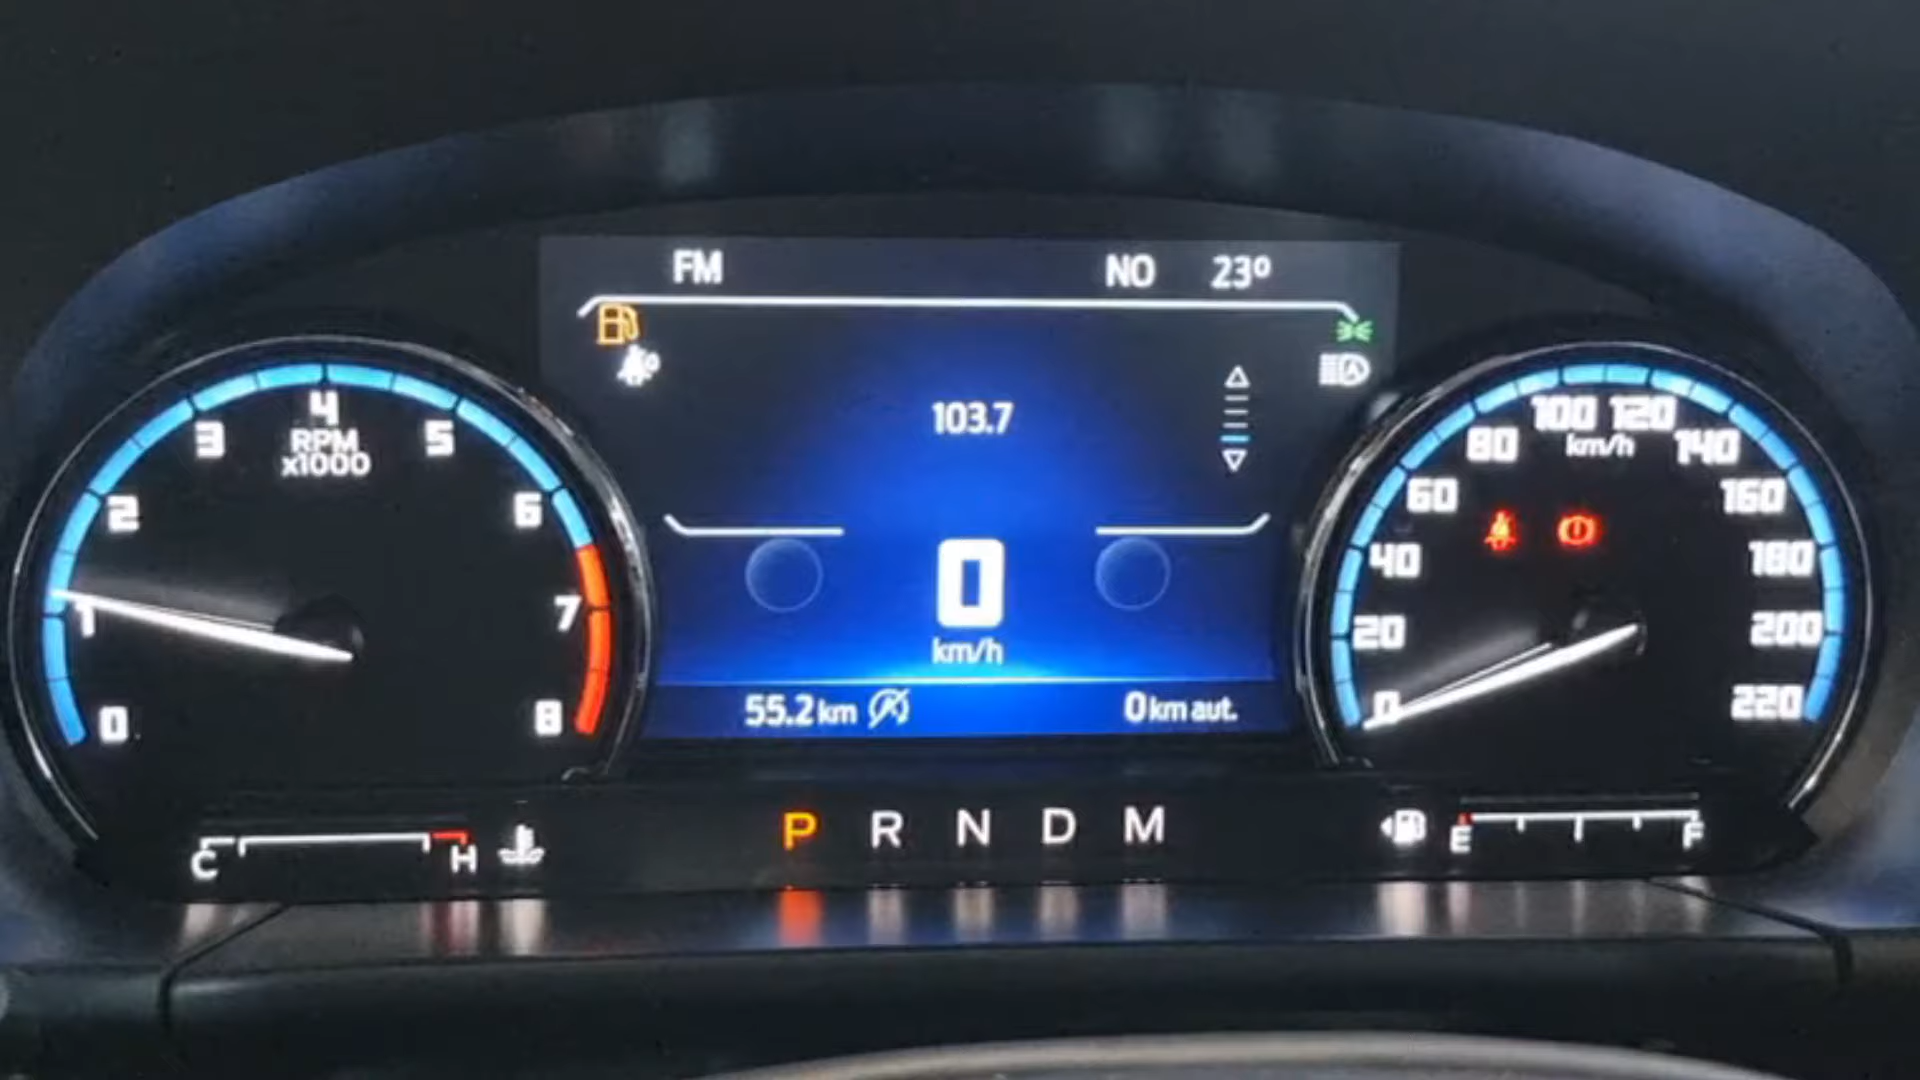 FM NO 23º
103.7
0
km/h
55.2 km 0 km aut.
0 1 2 3 4 5 6 7 8
RPM
x1000
0 20 40 60 80 100 120 140 160 180 200 220
km/h
C H
P R N D M
E F